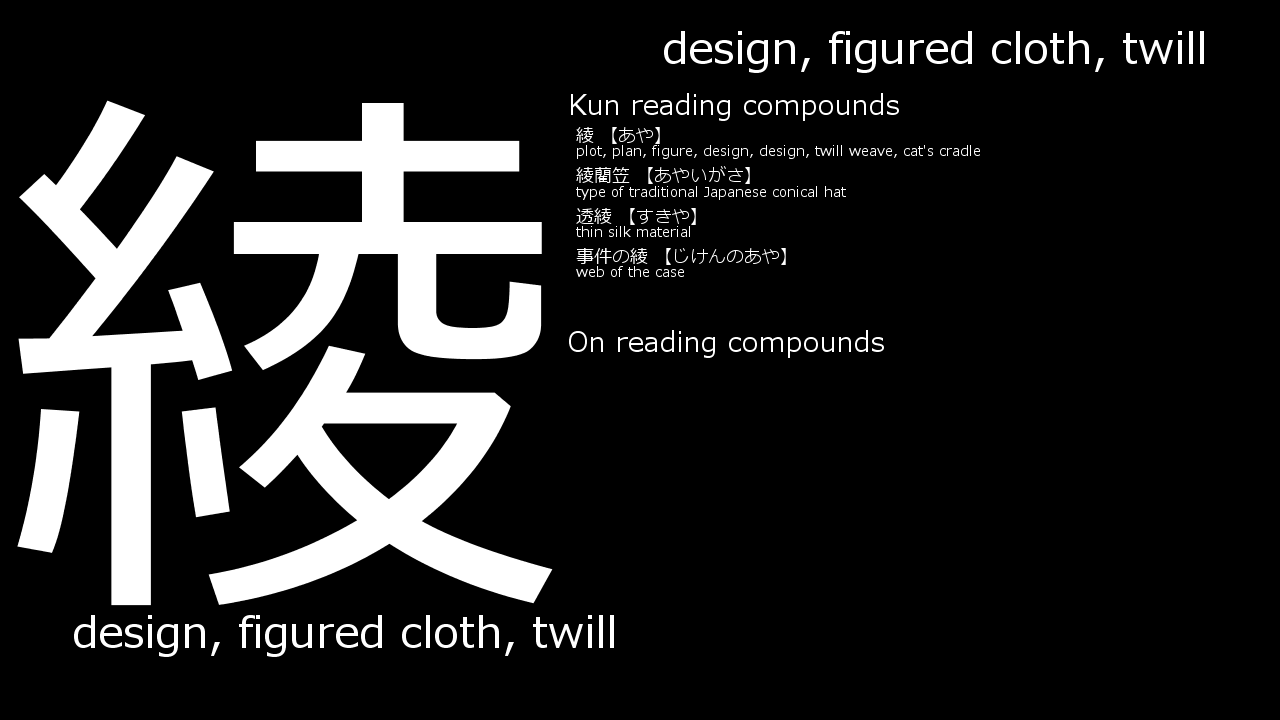 綾
design, figured cloth, twill
design, figured cloth, twill
Kun reading compounds
綾 【あや】
plot, plan, figure, design, design, twill weave, cat's cradle
綾藺笠 【あやいがさ】
type of traditional Japanese conical hat
透綾 【すきや】
thin silk material
事件の綾 【じけんのあや】
web of the case
On reading compounds